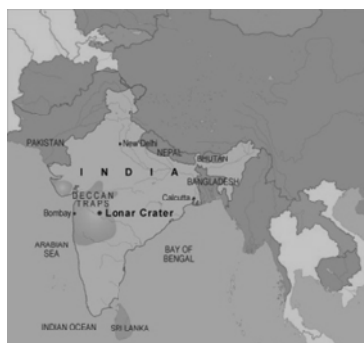 PAKISTAN
New Delhi
NEPAL
BHUTAN
INDIA
BANGLADESH
Calcutta
DECCAN
TRAPS
Bombay
Lonar Crater
ARABIAN
SEA
BAY OF
BENGAL
INDIAN OCEAN
SRI LANKA